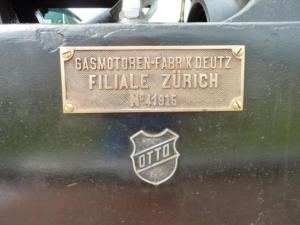 GASMOTOREN-FABRIK DEUTZ
FILIALE ZÜRICH
No 41915
OTTO